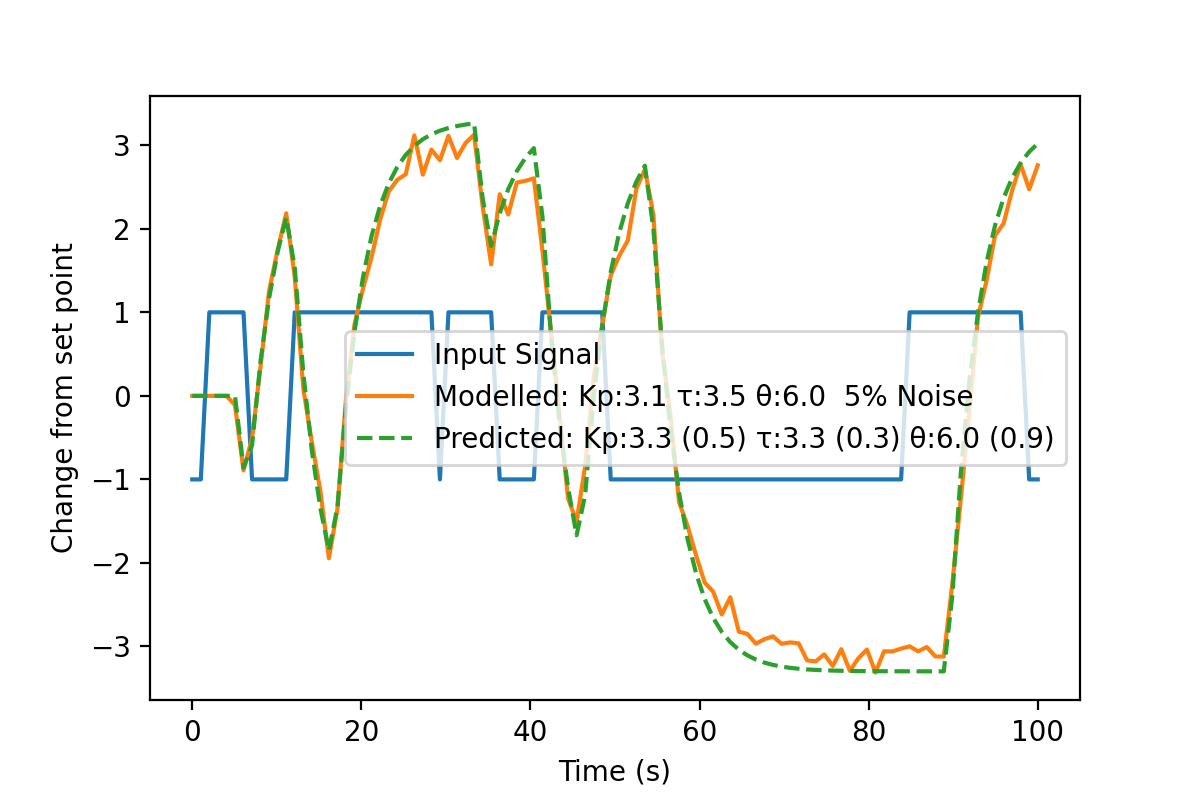 3
2
1
0
−1
−2
−3
Change from set point
Input Signal
Modelled: Kp:3.1 τ:3.5 θ:6.0  5% Noise
Predicted: Kp:3.3 (0.5) τ:3.3 (0.3) θ:6.0 (0.9)
0 20 40 60 80 100
Time (s)